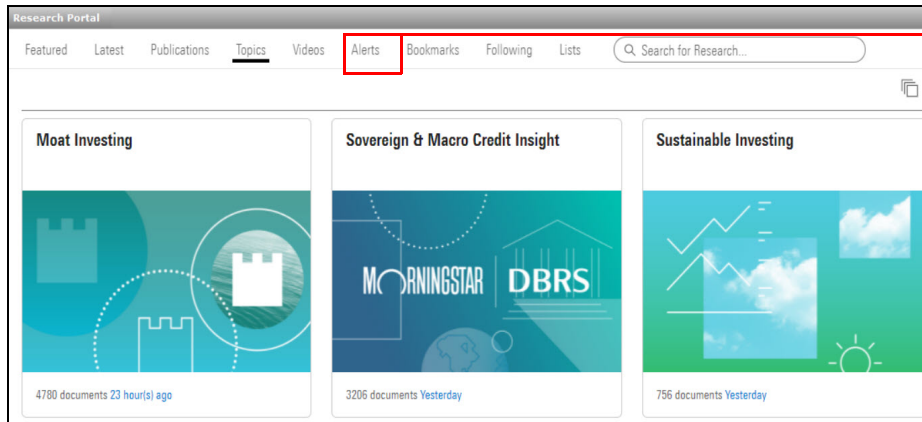 Research Portal
Featured Latest Publications Topics Videos Alerts Bookmarks Following Lists Search for Research...
Moat Investing Sovereign & Macro Credit Insight Sustainable Investing
MORNINGSTAR DBRS
4780 documents 23 hour(s) ago 3206 documents Yesterday 756 documents Yesterday